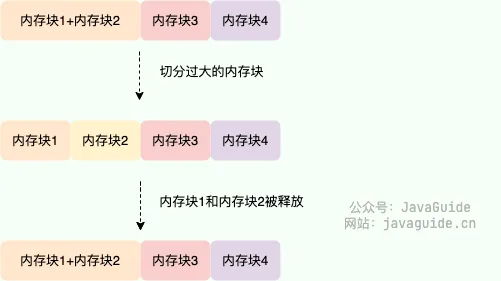 内存块1+内存块2 内存块3 内存块4
切分过大的内存块
内存块1 内存块2 内存块3 内存块4
内存块1和内存块2被释放
公众号：JavaGuide
网站：javaguide.cn
内存块1+内存块2 内存块3 内存块4